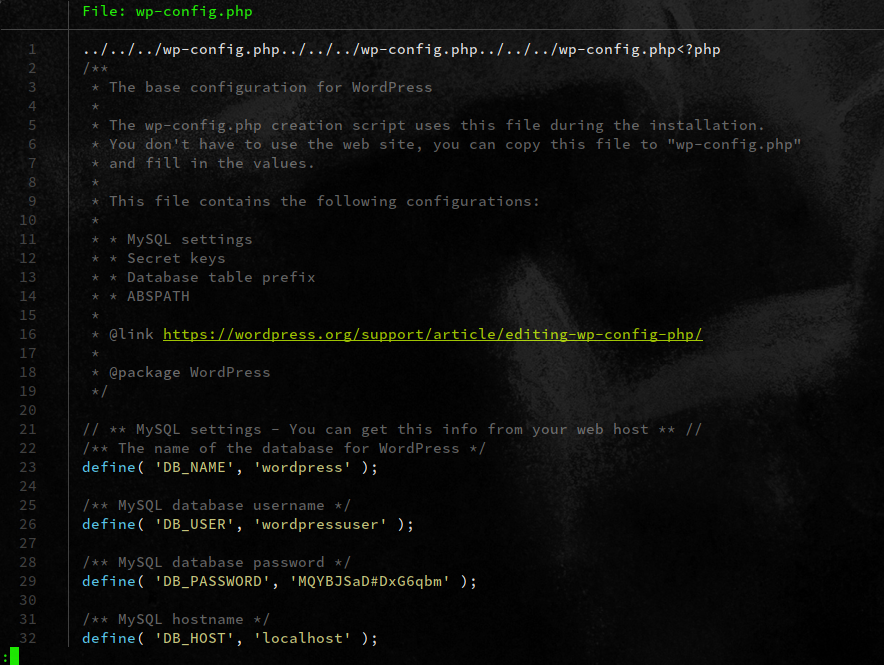 File: wp-config.php
1 ../../../wp-config.php../../../wp-config.php../../../wp-config.php<?php
2 /**
3  * The base configuration for WordPress
4  *
5  * The wp-config.php creation script uses this file during the installation.
6  * You don't have to use the web site, you can copy this file to "wp-config.php"
7  * and fill in the values.
8  *
9  * This file contains the following configurations:
10  *
11  * * MySQL settings
12  * * Secret keys
13  * * Database table prefix
14  * * ABSPATH
15  *
16  * @link https://wordpress.org/support/article/editing-wp-config-php/
17  *
18  * @package WordPress
19  */
20
21 // ** MySQL settings - You can get this info from your web host ** //
22 /** The name of the database for WordPress */
23 define( 'DB_NAME', 'wordpress' );
24
25 /** MySQL database username */
26 define( 'DB_USER', 'wordpressuser' );
27
28 /** MySQL database password */
29 define( 'DB_PASSWORD', 'MQYBJSaD#DxG6qbm' );
30
31 /** MySQL hostname */
32 define( 'DB_HOST', 'localhost' );
: